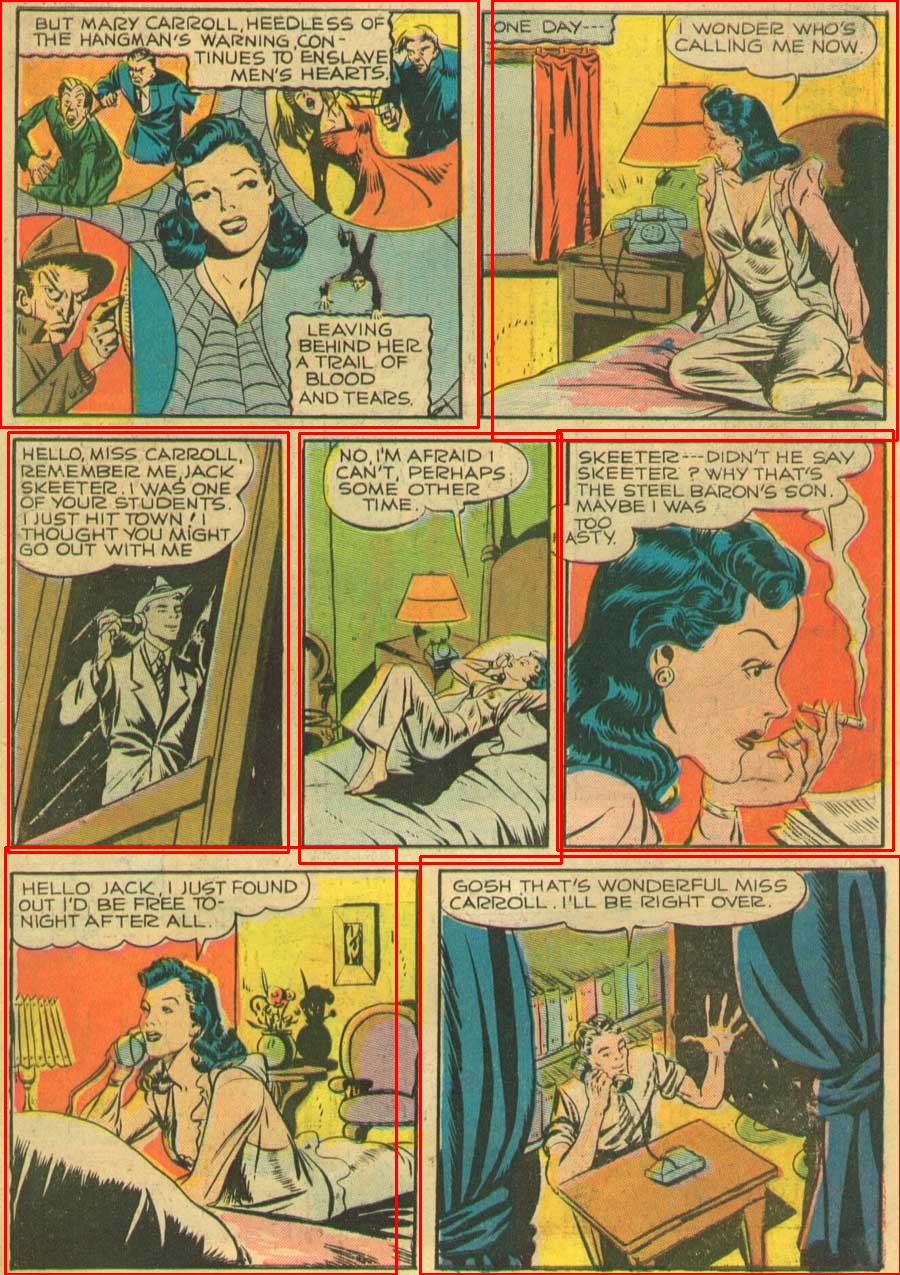 BUT MARY CARROLL, HEEDLESS OF
THE HANGMAN'S WARNING, CON-
TINUES TO ENSLAVE
MEN'S HEARTS.
LEAVING
BEHIND HER
A TRAIL OF
BLOOD
AND TEARS.
ONE DAY---
I WONDER WHO'S
CALLING ME NOW.
HELLO, MISS CARROLL,
REMEMBER ME, JACK
SKEETER. I WAS ONE
OF YOUR STUDENTS.
I JUST HIT TOWN! I
THOUGHT YOU MIGHT
GO OUT WITH ME
NO, I'M AFRAID I
CAN'T, PERHAPS
SOME OTHER
TIME.
SKEETER---DIDN'T HE SAY
SKEETER? WHY THAT'S
THE STEEL BARON'S SON.
MAYBE I WAS
TOO
ASTY.
HELLO JACK, I JUST FOUND
OUT I'D BE FREE TO-
NIGHT AFTER ALL.
GOSH THAT'S WONDERFUL MISS
CARROLL. I'LL BE RIGHT OVER.